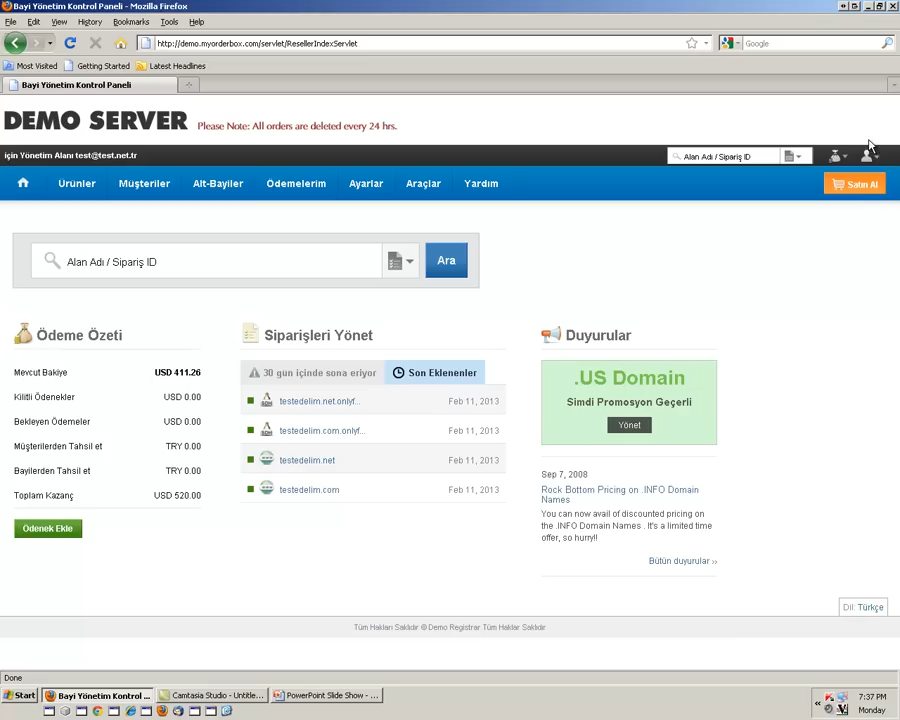 Bayi Yönetim Kontrol Paneli - Mozilla Firefox
File Edit View History Bookmarks Tools Help
http://demo.myorderbox.com/servlet/ResellerIndexServlet
Google
Most Visited Getting Started Latest Headlines
Bayi Yönetim Kontrol Paneli
DEMO SERVER Please Note: All orders are deleted every 24 hrs.
için Yönetim Alanı test@test.net.tr
Alan Adı / Sipariş ID
Ürünler Müşteriler Alt-Bayiler Ödemelerim Ayarlar Araçlar Yardım
Satın Al
Alan Adı / Sipariş ID
Ara
Ödeme Özeti
Mevcut Bakiye USD 411.26
Kilitli Ödenekler USD 0.00
Bekleyen Ödemeler USD 0.00
Müşterilerden Tahsil et TRY 0.00
Bayilerden Tahsil et TRY 0.00
Toplam Kazanç USD 520.00
Ödenek Ekle
Siparişleri Yönet
30 gun içinde sona eriyor Son Eklenenler
testedelim.net.onlyf... Feb 11, 2013
testedelim.com.onlyf... Feb 11, 2013
testedelim.net Feb 11, 2013
testedelim.com Feb 11, 2013
Duyurular
.US Domain
Simdi Promosyon Geçerli
Yönet
Sep 7, 2008
Rock Bottom Pricing on .INFO Domain
Names
You can now avail of discounted pricing on
the .INFO Domain Names . It's a limited time
offer, so hurry!!
Bütün duyurular ››
Dil: Türkçe
Tüm Hakları Saklıdır © Demo Registrar Tüm Haklar Saklıdır
Done
Start
Bayi Yönetim Kontrol ...
Camtasia Studio - Untitle...
PowerPoint Slide Show - ...
7:37 PM
Monday